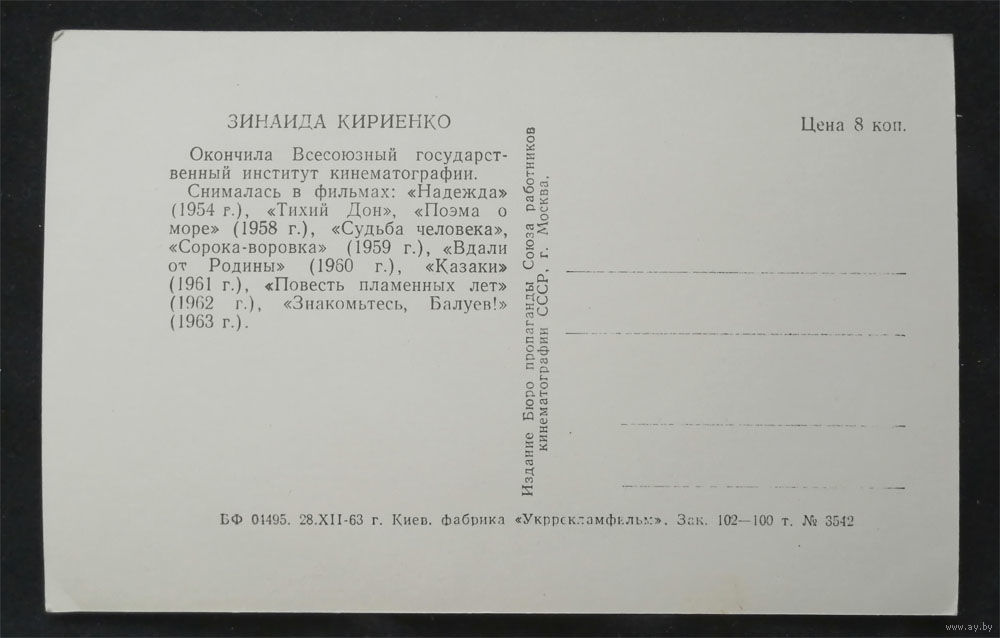 ЗИНАИДА КИРИЕНКО
Окончила Всесоюзный государст-
венный институт кинематографии.
Снималась в фильмах: «Надежда»
(1954 г.), «Тихий Дон», «Поэма о
море» (1958 г.), «Судьба человека»,
«Сорока-воровка» (1959 г.), «Вдали
от Родины» (1960 г.), «Казаки»
(1961 г.), «Повесть пламенных лет»
(1962 г.), «Знакомьтесь, Балуев!»
(1963 г.).
Издание Бюро пропаганды Союза работников
кинематографии СССР, г. Москва.
Цена 8 коп.
БФ 04495. 28.XII-63 г. Киев. фабрика «Укррекламфильм». Зак. 102—100 т. № 3542
www.ay.by